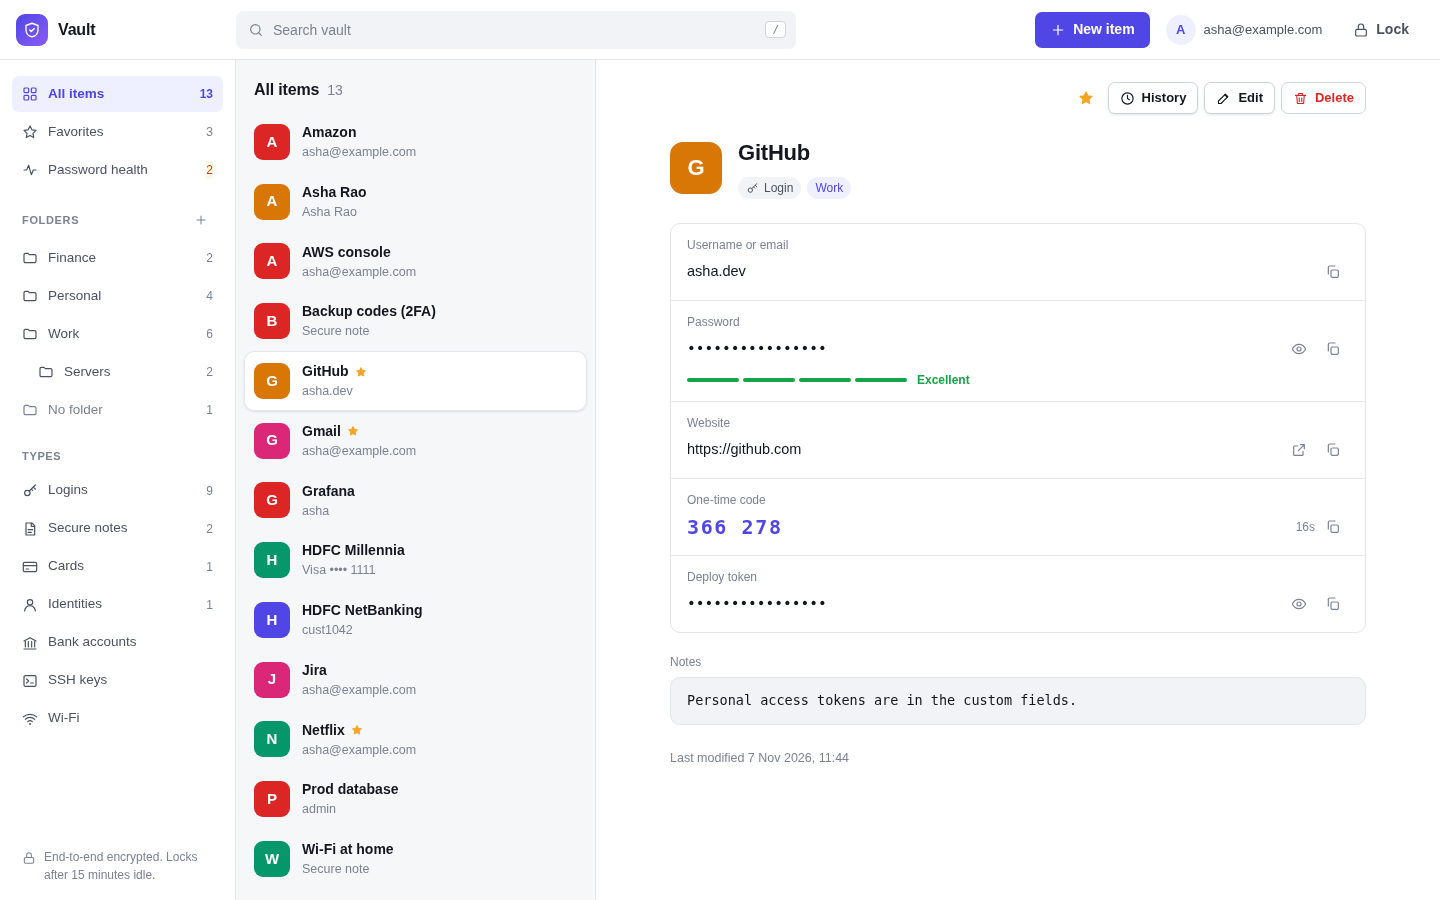 Vault
Search vault
/
New item
A
asha@example.com
Lock
All items 13
Favorites 3
Password health 2
FOLDERS
Finance 2
Personal 4
Work 6
Servers 2
No folder 1
TYPES
Logins 9
Secure notes 2
Cards 1
Identities 1
Bank accounts
SSH keys
Wi-Fi
End-to-end encrypted. Locks
after 15 minutes idle.
All items 13
A
Amazon
asha@example.com
A
Asha Rao
Asha Rao
A
AWS console
asha@example.com
B
Backup codes (2FA)
Secure note
G
GitHub
asha.dev
G
Gmail
asha@example.com
G
Grafana
asha
H
HDFC Millennia
Visa •••• 1111
H
HDFC NetBanking
cust1042
J
Jira
asha@example.com
N
Netflix
asha@example.com
P
Prod database
admin
W
Wi-Fi at home
Secure note
History
Edit
Delete
G
GitHub
Login
Work
Username or email
asha.dev
Password
••••••••••••••••
Excellent
Website
https://github.com
One-time code
366 278
16s
Deploy token
••••••••••••••••
Notes
Personal access tokens are in the custom fields.
Last modified 7 Nov 2026, 11:44